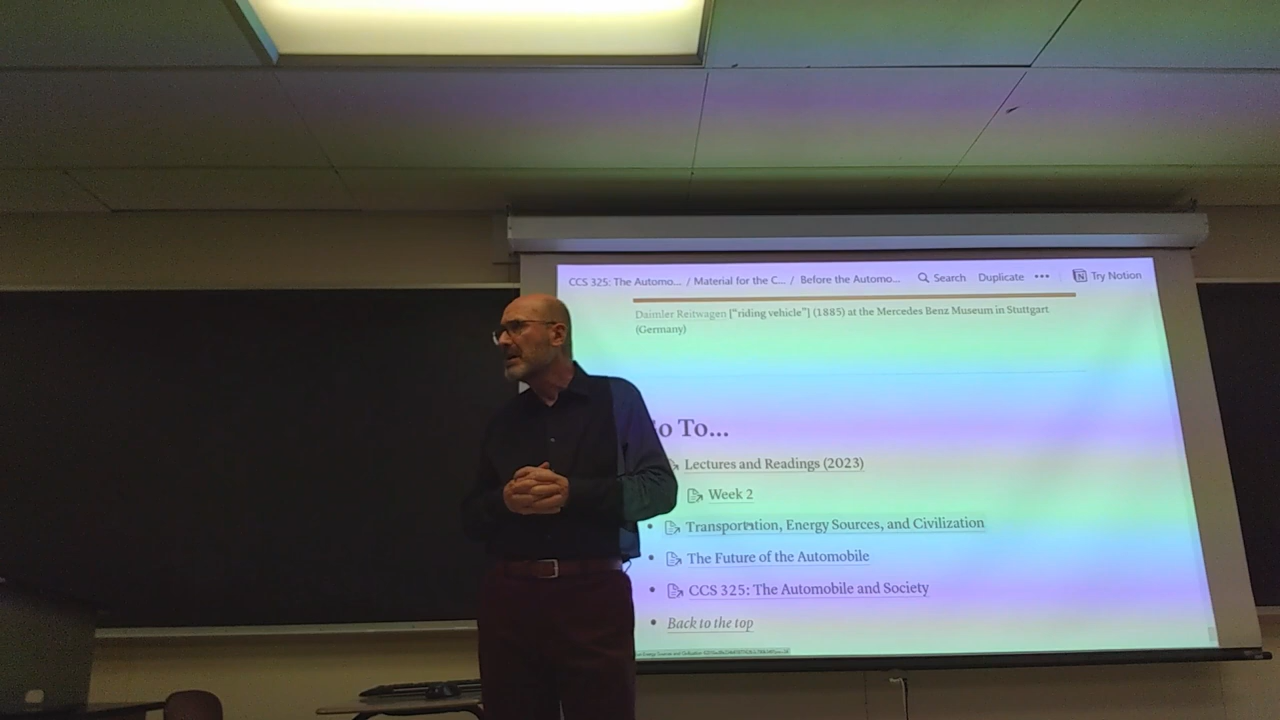 CCS 325: The Automo... / Material for the C... / Before the Automo... Search Duplicate ••• Try Notion
Daimler Reitwagen ["riding vehicle"] (1885) at the Mercedes Benz Museum in Stuttgart
(Germany)
o To...
Lectures and Readings (2023)
Week 2
• Transportation, Energy Sources, and Civilization
• The Future of the Automobile
• CCS 325: The Automobile and Society
• Back to the top